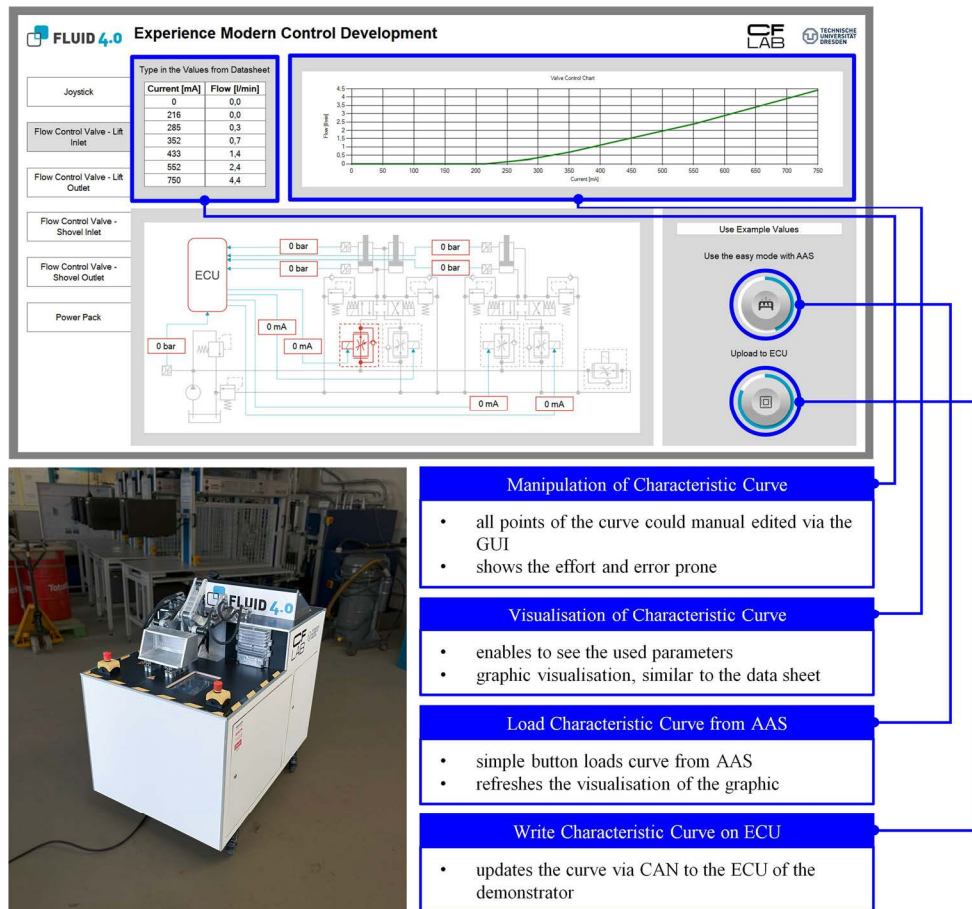 FLUID 4.0
Experience Modern Control Development
CF
LAB
TECHNISCHE
UNIVERSITÄT
DRESDEN
Joystick
Flow Control Valve - Lift
Inlet
Flow Control Valve - Lift
Outlet
Flow Control Valve -
Shovel Inlet
Flow Control Valve -
Shovel Outlet
Power Pack
Type in the Values from Datasheet
Current [mA] Flow [l/min]
0 0,0
216 0,0
285 0,3
352 0,7
433 1,4
552 2,4
750 4,4
Valve Control Chart
Flow [l/min]
4,5
4
3,5
3
2,5
2
1,5
1
0,5
0
0 50 100 150 200 250 300 350 400 450 500 550 600 650 700 750
Current [mA]
ECU
0 bar
0 bar
0 bar
0 bar
0 mA
0 mA
0 bar
0 mA
0 mA
Use Example Values
Use the easy mode with AAS
Upload to ECU
FLUID 4.0
CF
LAB
Manipulation of Characteristic Curve
• all points of the curve could manual edited via the
GUI
• shows the effort and error prone
Visualisation of Characteristic Curve
• enables to see the used parameters
• graphic visualisation, similar to the data sheet
Load Characteristic Curve from AAS
• simple button loads curve from AAS
• refreshes the visualisation of the graphic
Write Characteristic Curve on ECU
• updates the curve via CAN to the ECU of the
demonstrator